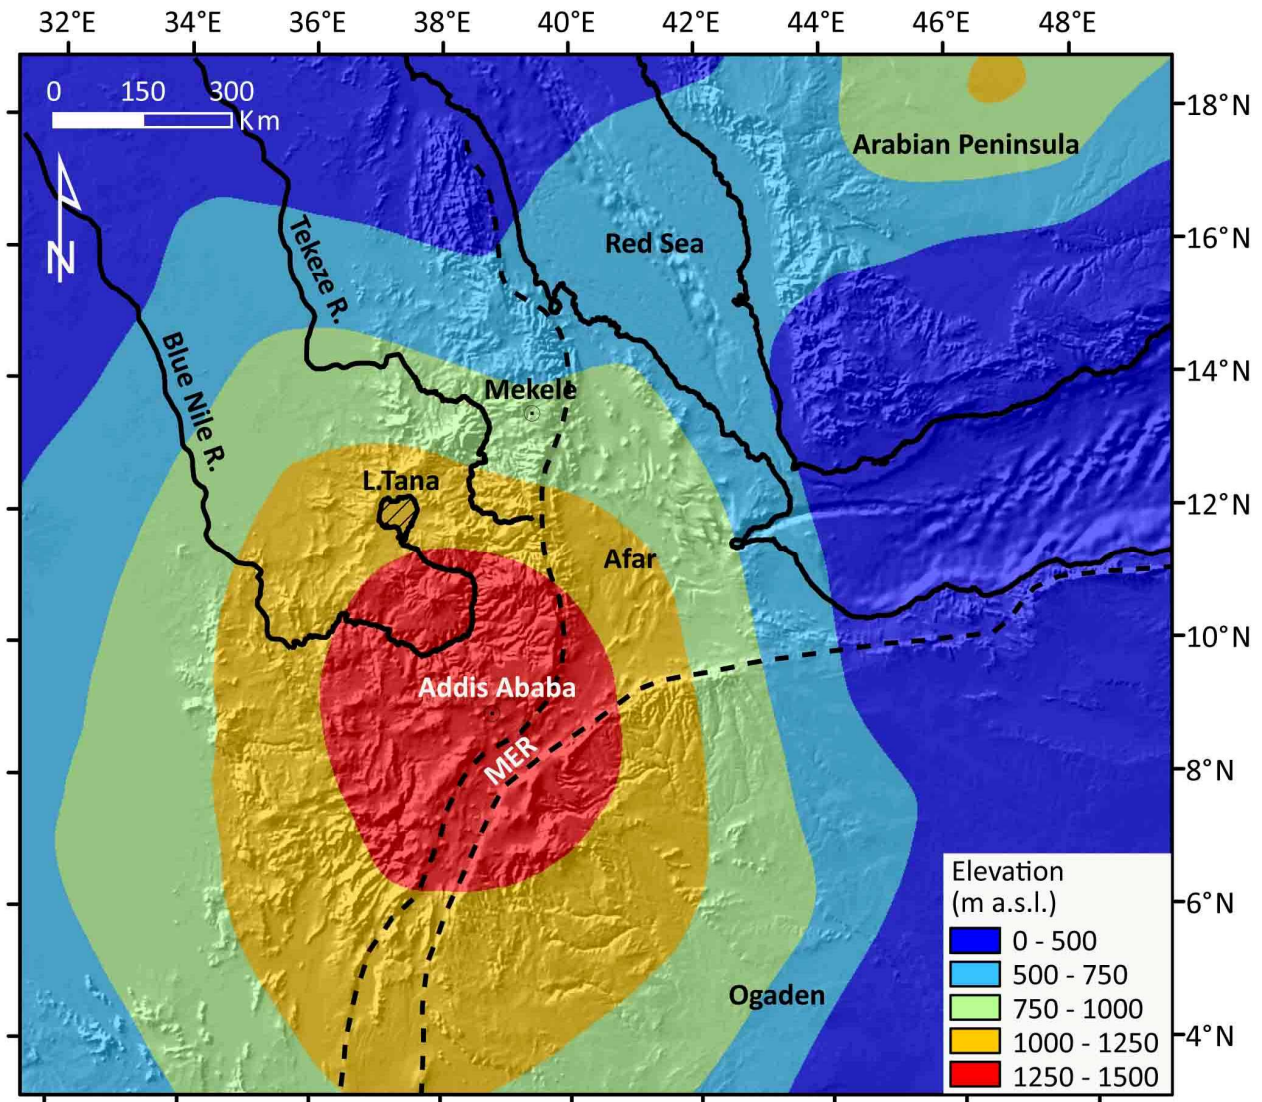 32°E 34°E 36°E 38°E 40°E 42°E 44°E 46°E 48°E
0 150 300
Km
N
18°N
Arabian Peninsula
Tekeze R.
Red Sea
16°N
Blue Nile R.
14°N
Mekele
L.Tana
12°N
Afar
10°N
Addis Ababa
MER
8°N
6°N
Ogaden
4°N
Elevation
(m a.s.l.)
0 - 500
500 - 750
750 - 1000
1000 - 1250
1250 - 1500